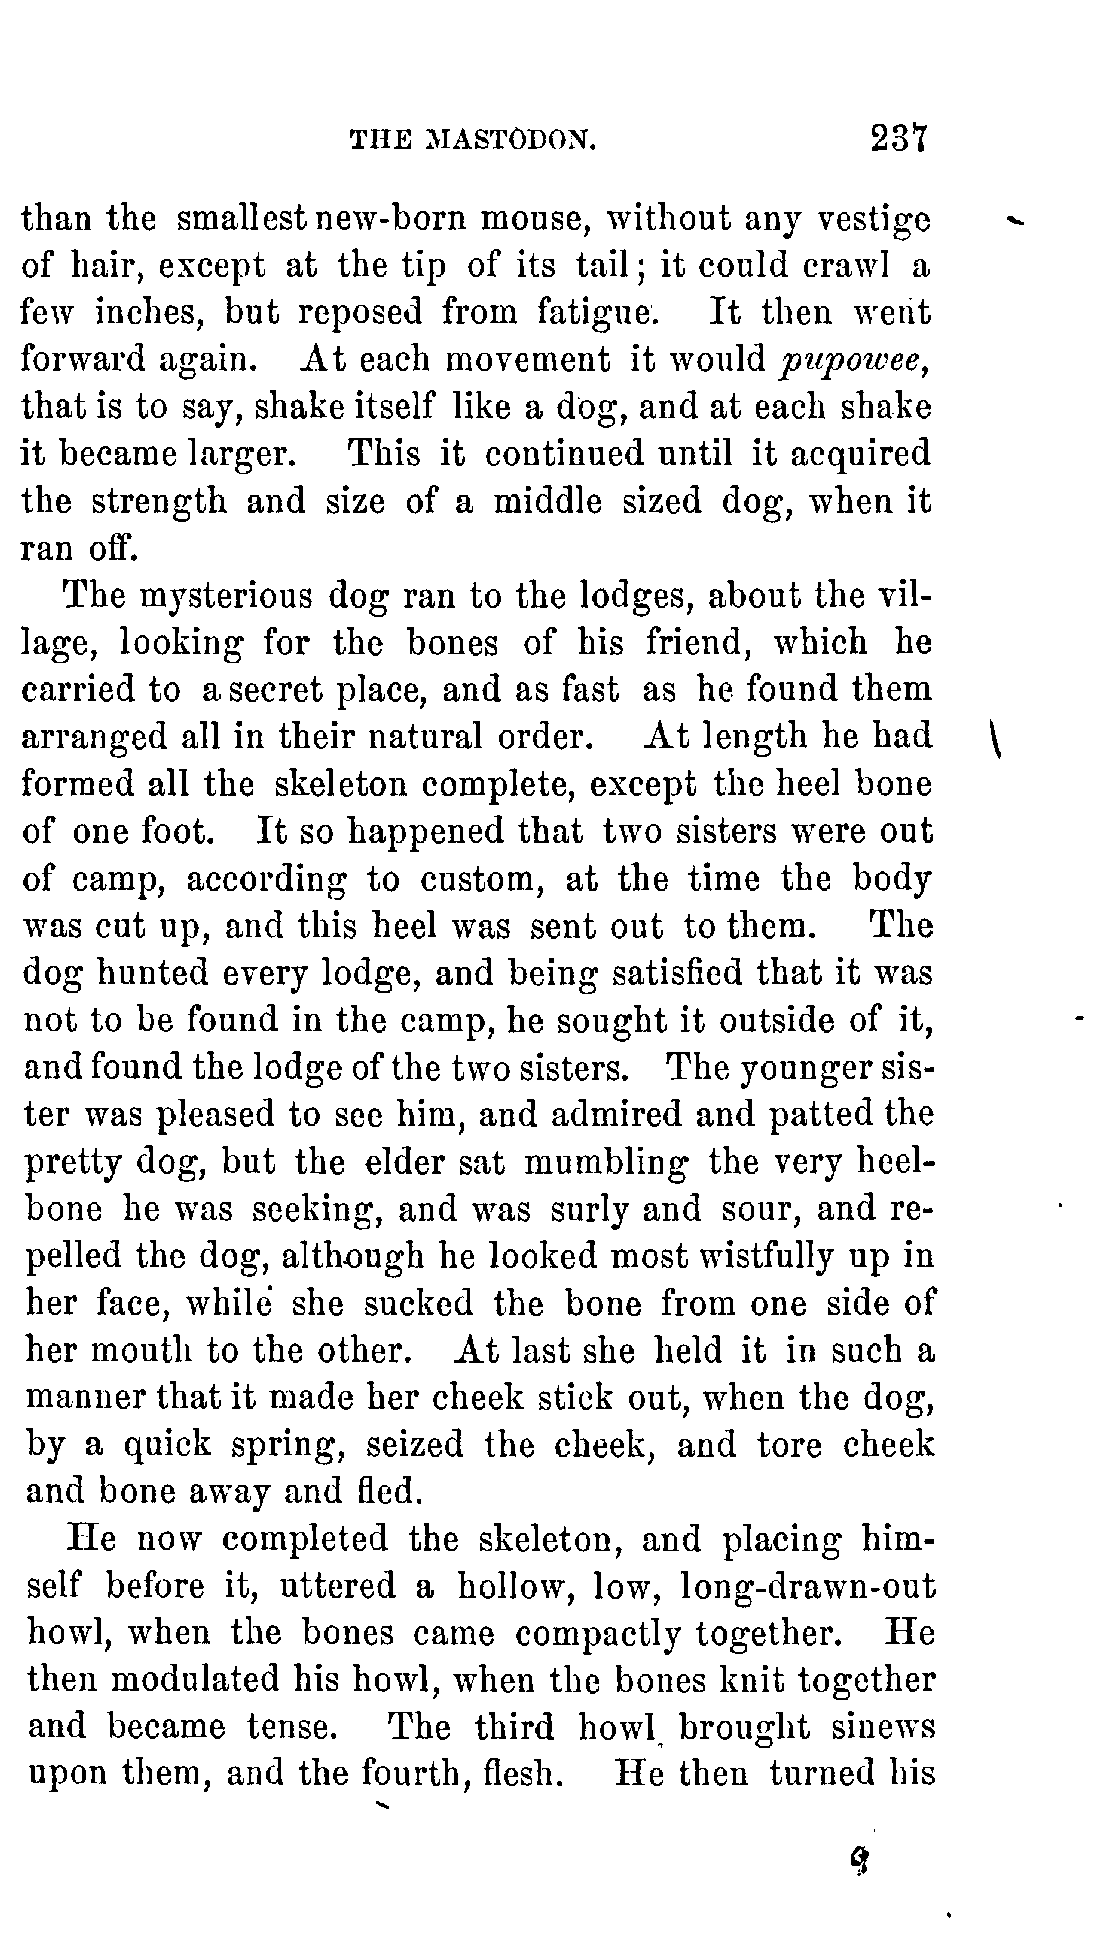 THE MASTODON. 237
than the smallest new-born mouse, without any vestige
of hair, except at the tip of its tail; it could crawl a
few inches, but reposed from fatigue. It then went
forward again. At each movement it would pupowee,
that is to say, shake itself like a dog, and at each shake
it became larger. This it continued until it acquired
the strength and size of a middle sized dog, when it
ran off.
The mysterious dog ran to the lodges, about the vil-
lage, looking for the bones of his friend, which he
carried to a secret place, and as fast as he found them
arranged all in their natural order. At length he had
formed all the skeleton complete, except the heel bone
of one foot. It so happened that two sisters were out
of camp, according to custom, at the time the body
was cut up, and this heel was sent out to them. The
dog hunted every lodge, and being satisfied that it was
not to be found in the camp, he sought it outside of it,
and found the lodge of the two sisters. The younger sis-
ter was pleased to see him, and admired and patted the
pretty dog, but the elder sat mumbling the very heel-
bone he was seeking, and was surly and sour, and re-
pelled the dog, although he looked most wistfully up in
her face, while she sucked the bone from one side of
her mouth to the other. At last she held it in such a
manner that it made her cheek stick out, when the dog,
by a quick spring, seized the cheek, and tore cheek
and bone away and fled.
He now completed the skeleton, and placing him-
self before it, uttered a hollow, low, long-drawn-out
howl, when the bones came compactly together. He
then modulated his howl, when the bones knit together
and became tense. The third howl brought sinews
upon them, and the fourth, flesh. He then turned his
9